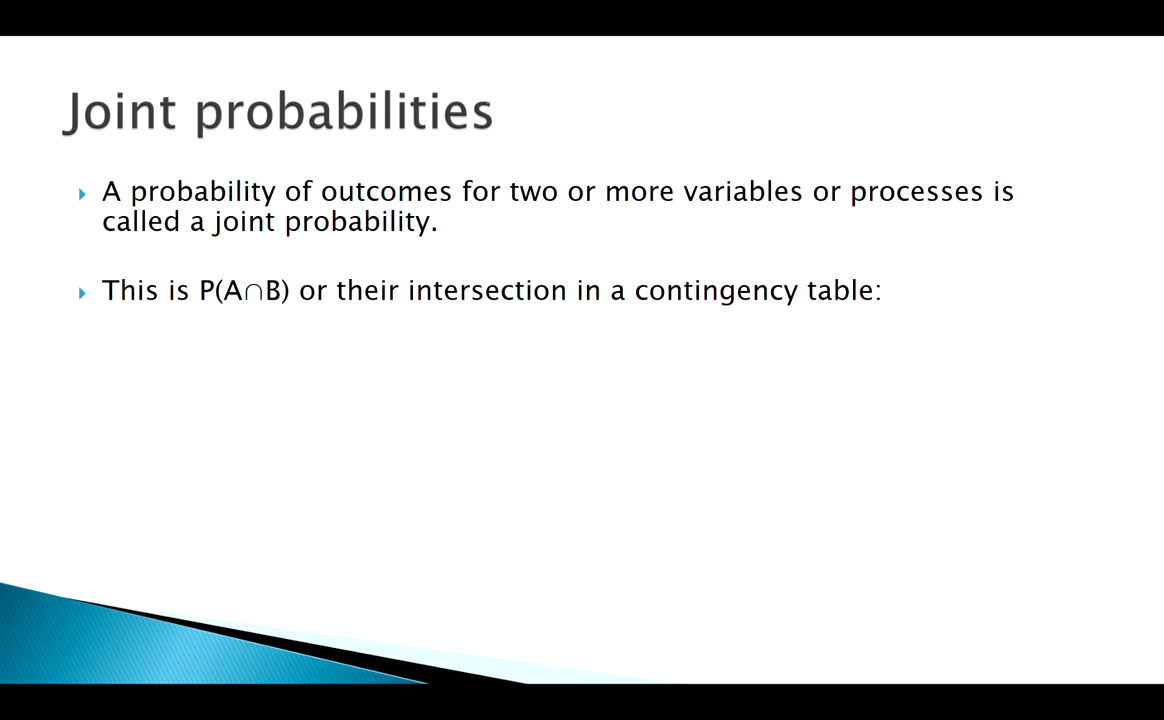 Joint probabilities
A probability of outcomes for two or more variables or processes is
called a joint probability.
This is P(A∩B) or their intersection in a contingency table: